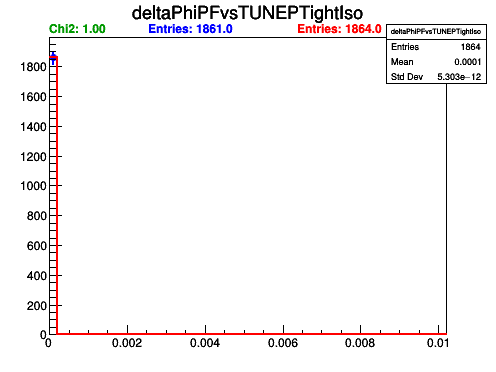 deltaPhiPFvsTUNEPTightIso
Chi2: 1.00 Entries: 1861.0 Entries: 1864.0
deltaPhiPFvsTUNEPTightIso
Entries 1864
Mean 0.0001
Std Dev 5.303e-12
1800
1600
1400
1200
1000
800
600
400
200
0
0 0.002 0.004 0.006 0.008 0.01